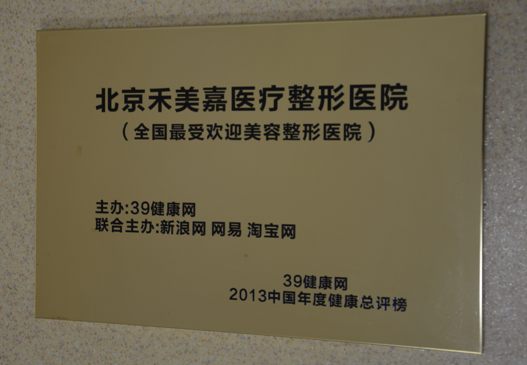 北京禾美嘉医疗整形医院
（全国最受欢迎美容整形医院）
主办:39健康网
联合主办:新浪网 网易 淘宝网
39健康网
2013中国年度健康总评榜